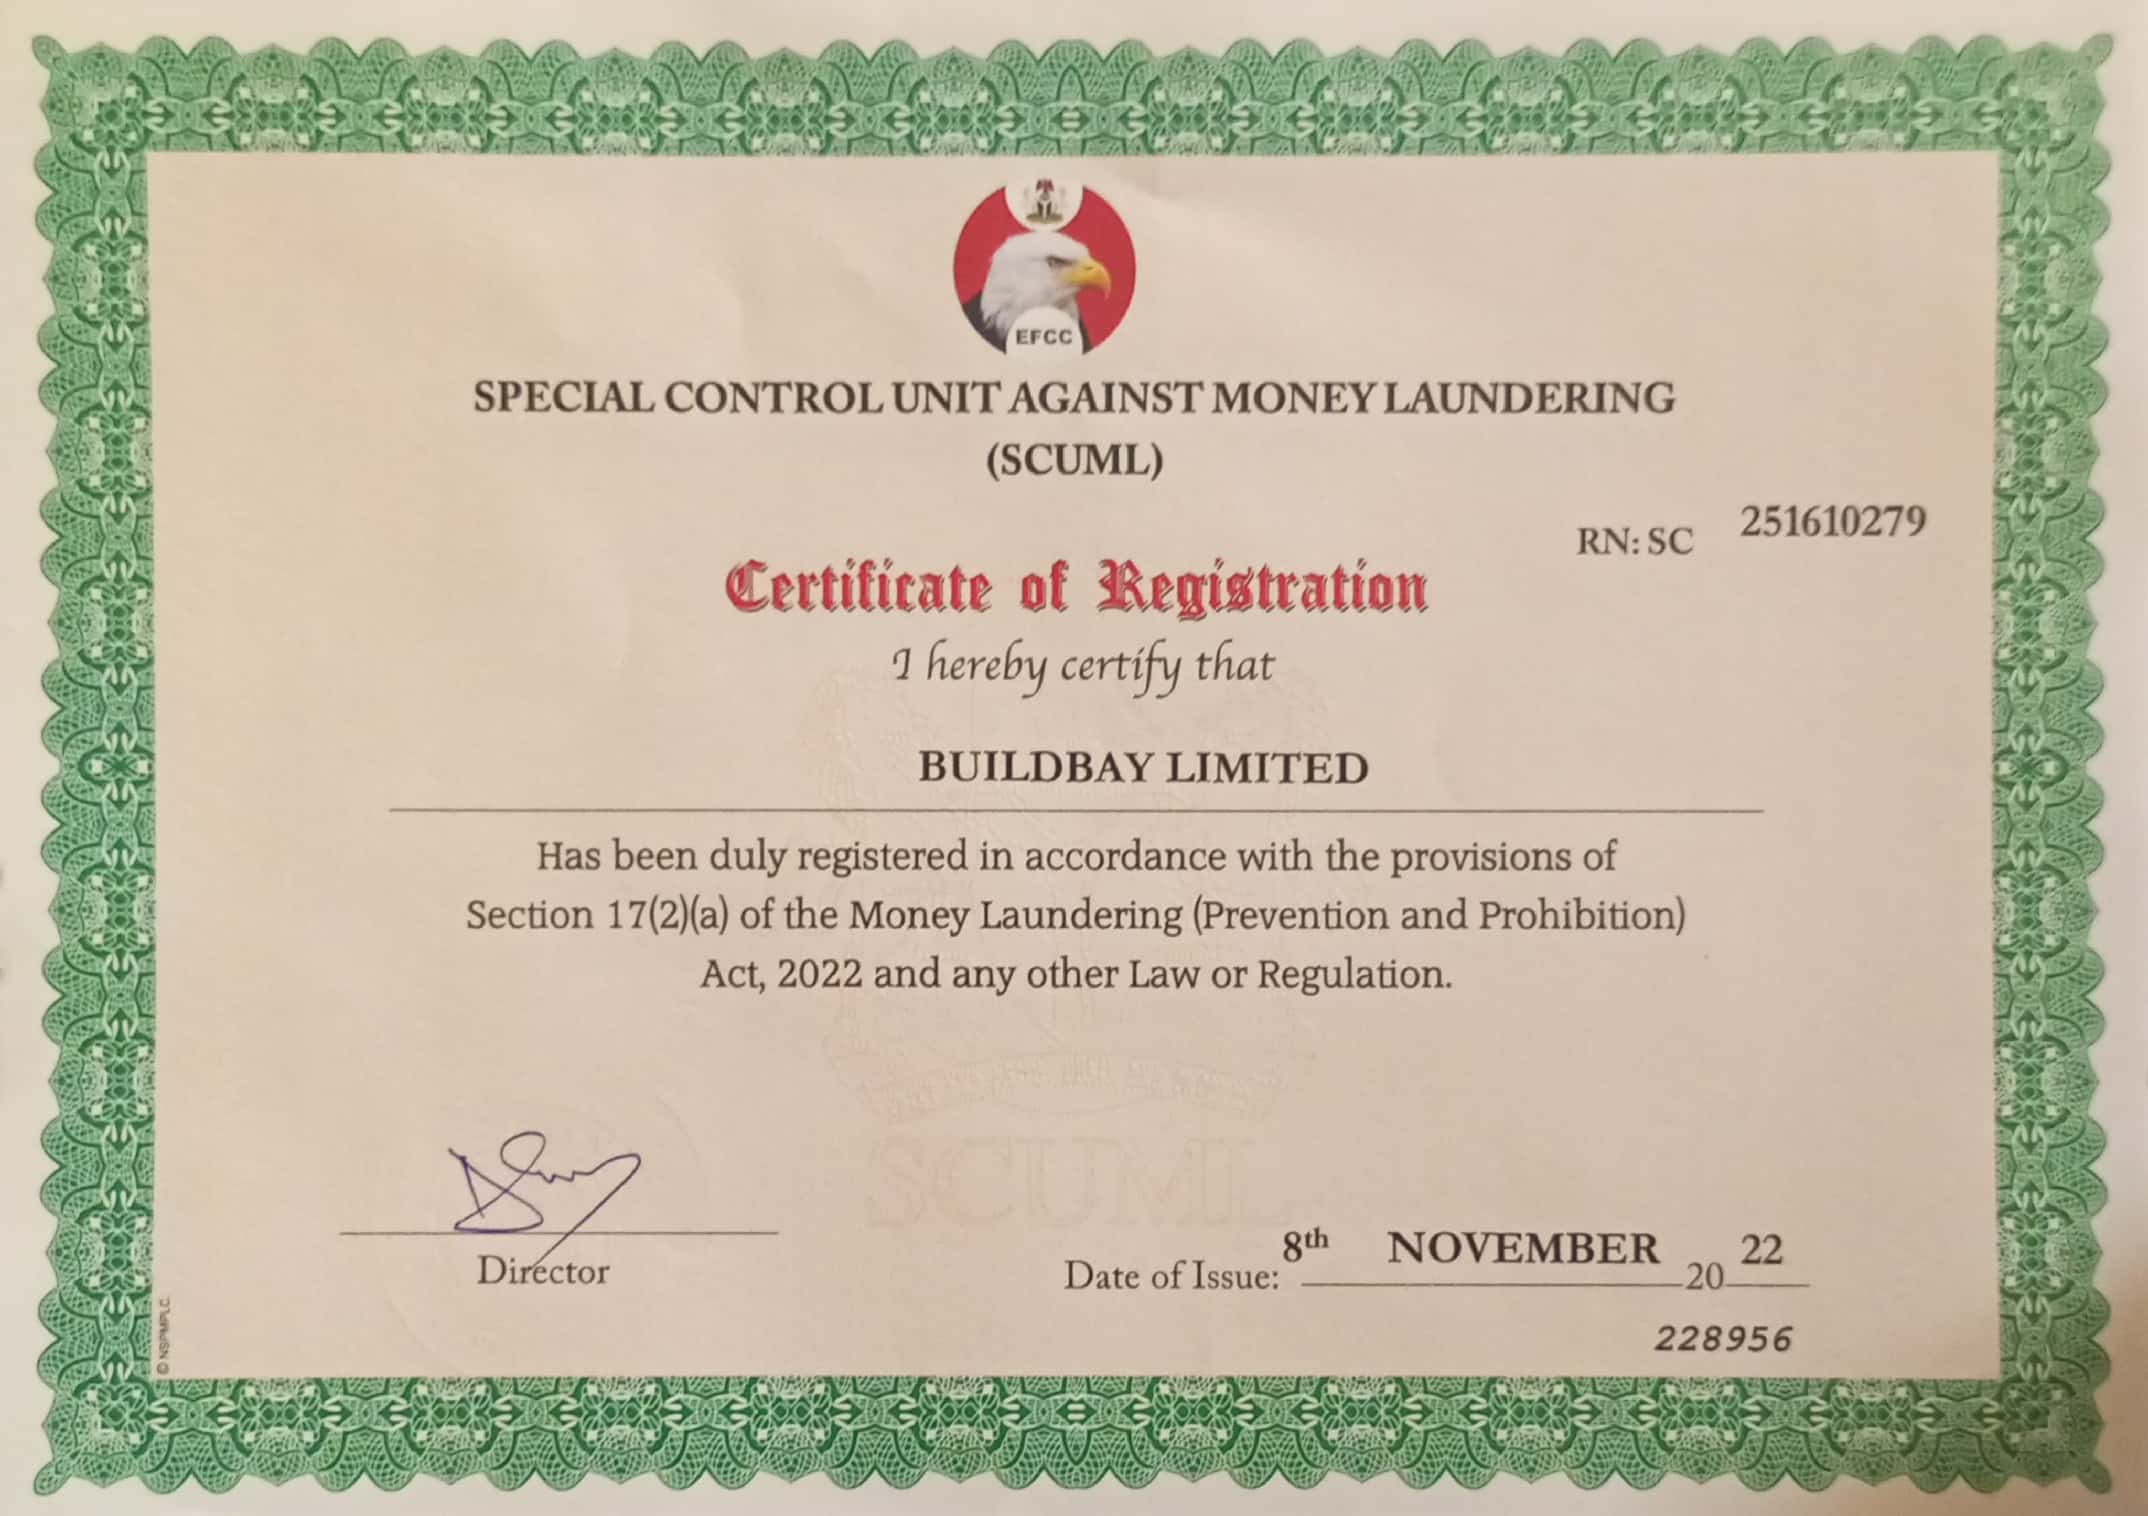 EFCC
SPECIAL CONTROL UNIT AGAINST MONEY LAUNDERING
(SCUML)
RN: SC 251610279
Certificate of Registration
I hereby certify that
BUILDBAY LIMITED
Has been duly registered in accordance with the provisions of
Section 17(2)(a) of the Money Laundering (Prevention and Prohibition)
Act, 2022 and any other Law or Regulation.
SCUML
Director
Date of Issue: 8th NOVEMBER 2022
228956
© NSPMPLC.